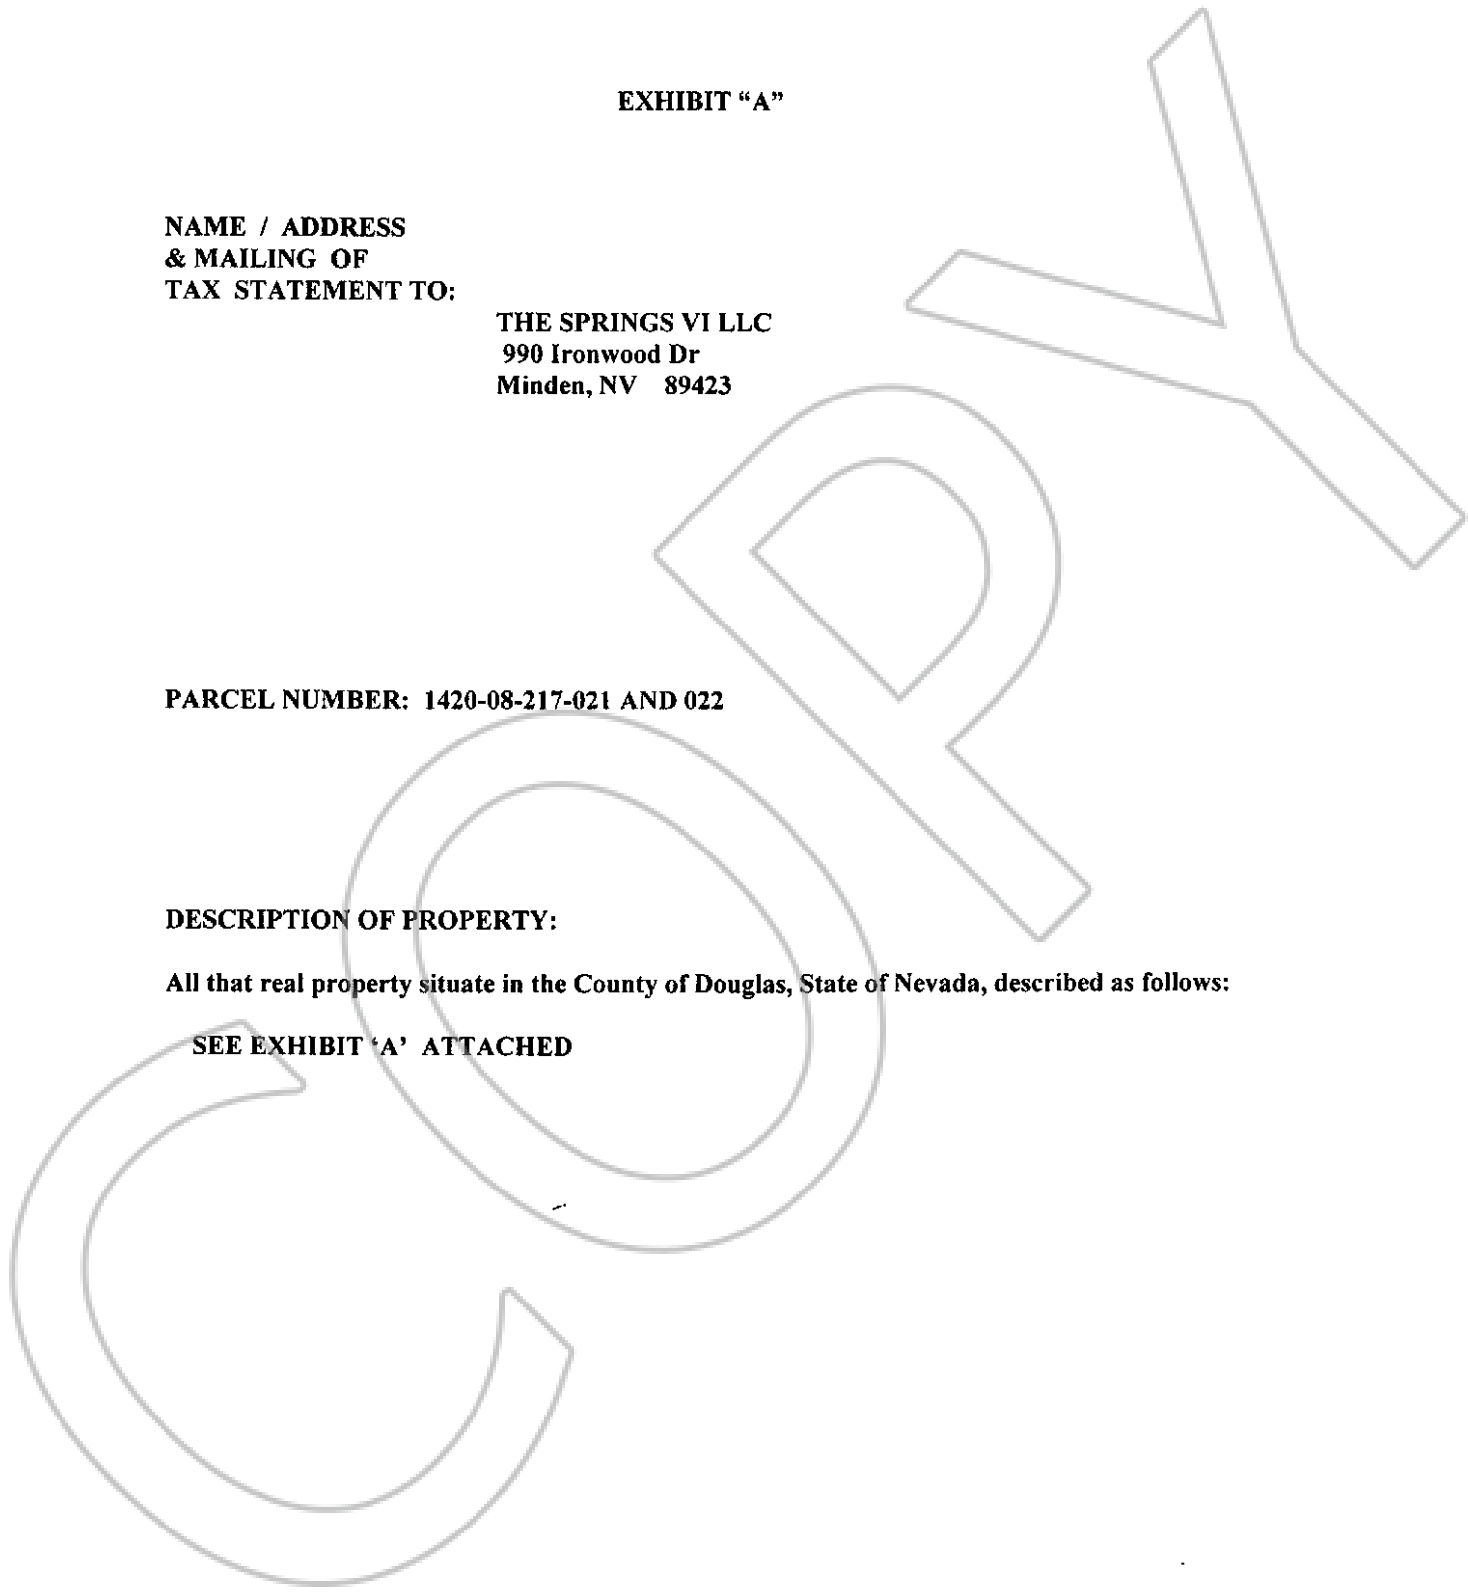 EXHIBIT “A”
NAME / ADDRESS
& MAILING OF
TAX STATEMENT TO:
THE SPRINGS VI LLC
990 Ironwood Dr
Minden, NV 89423
PARCEL NUMBER: 1420-08-217-021 AND 022
DESCRIPTION OF PROPERTY:
All that real property situate in the County of Douglas, State of Nevada, described as follows:
SEE EXHIBIT ‘A’ ATTACHED
COPY